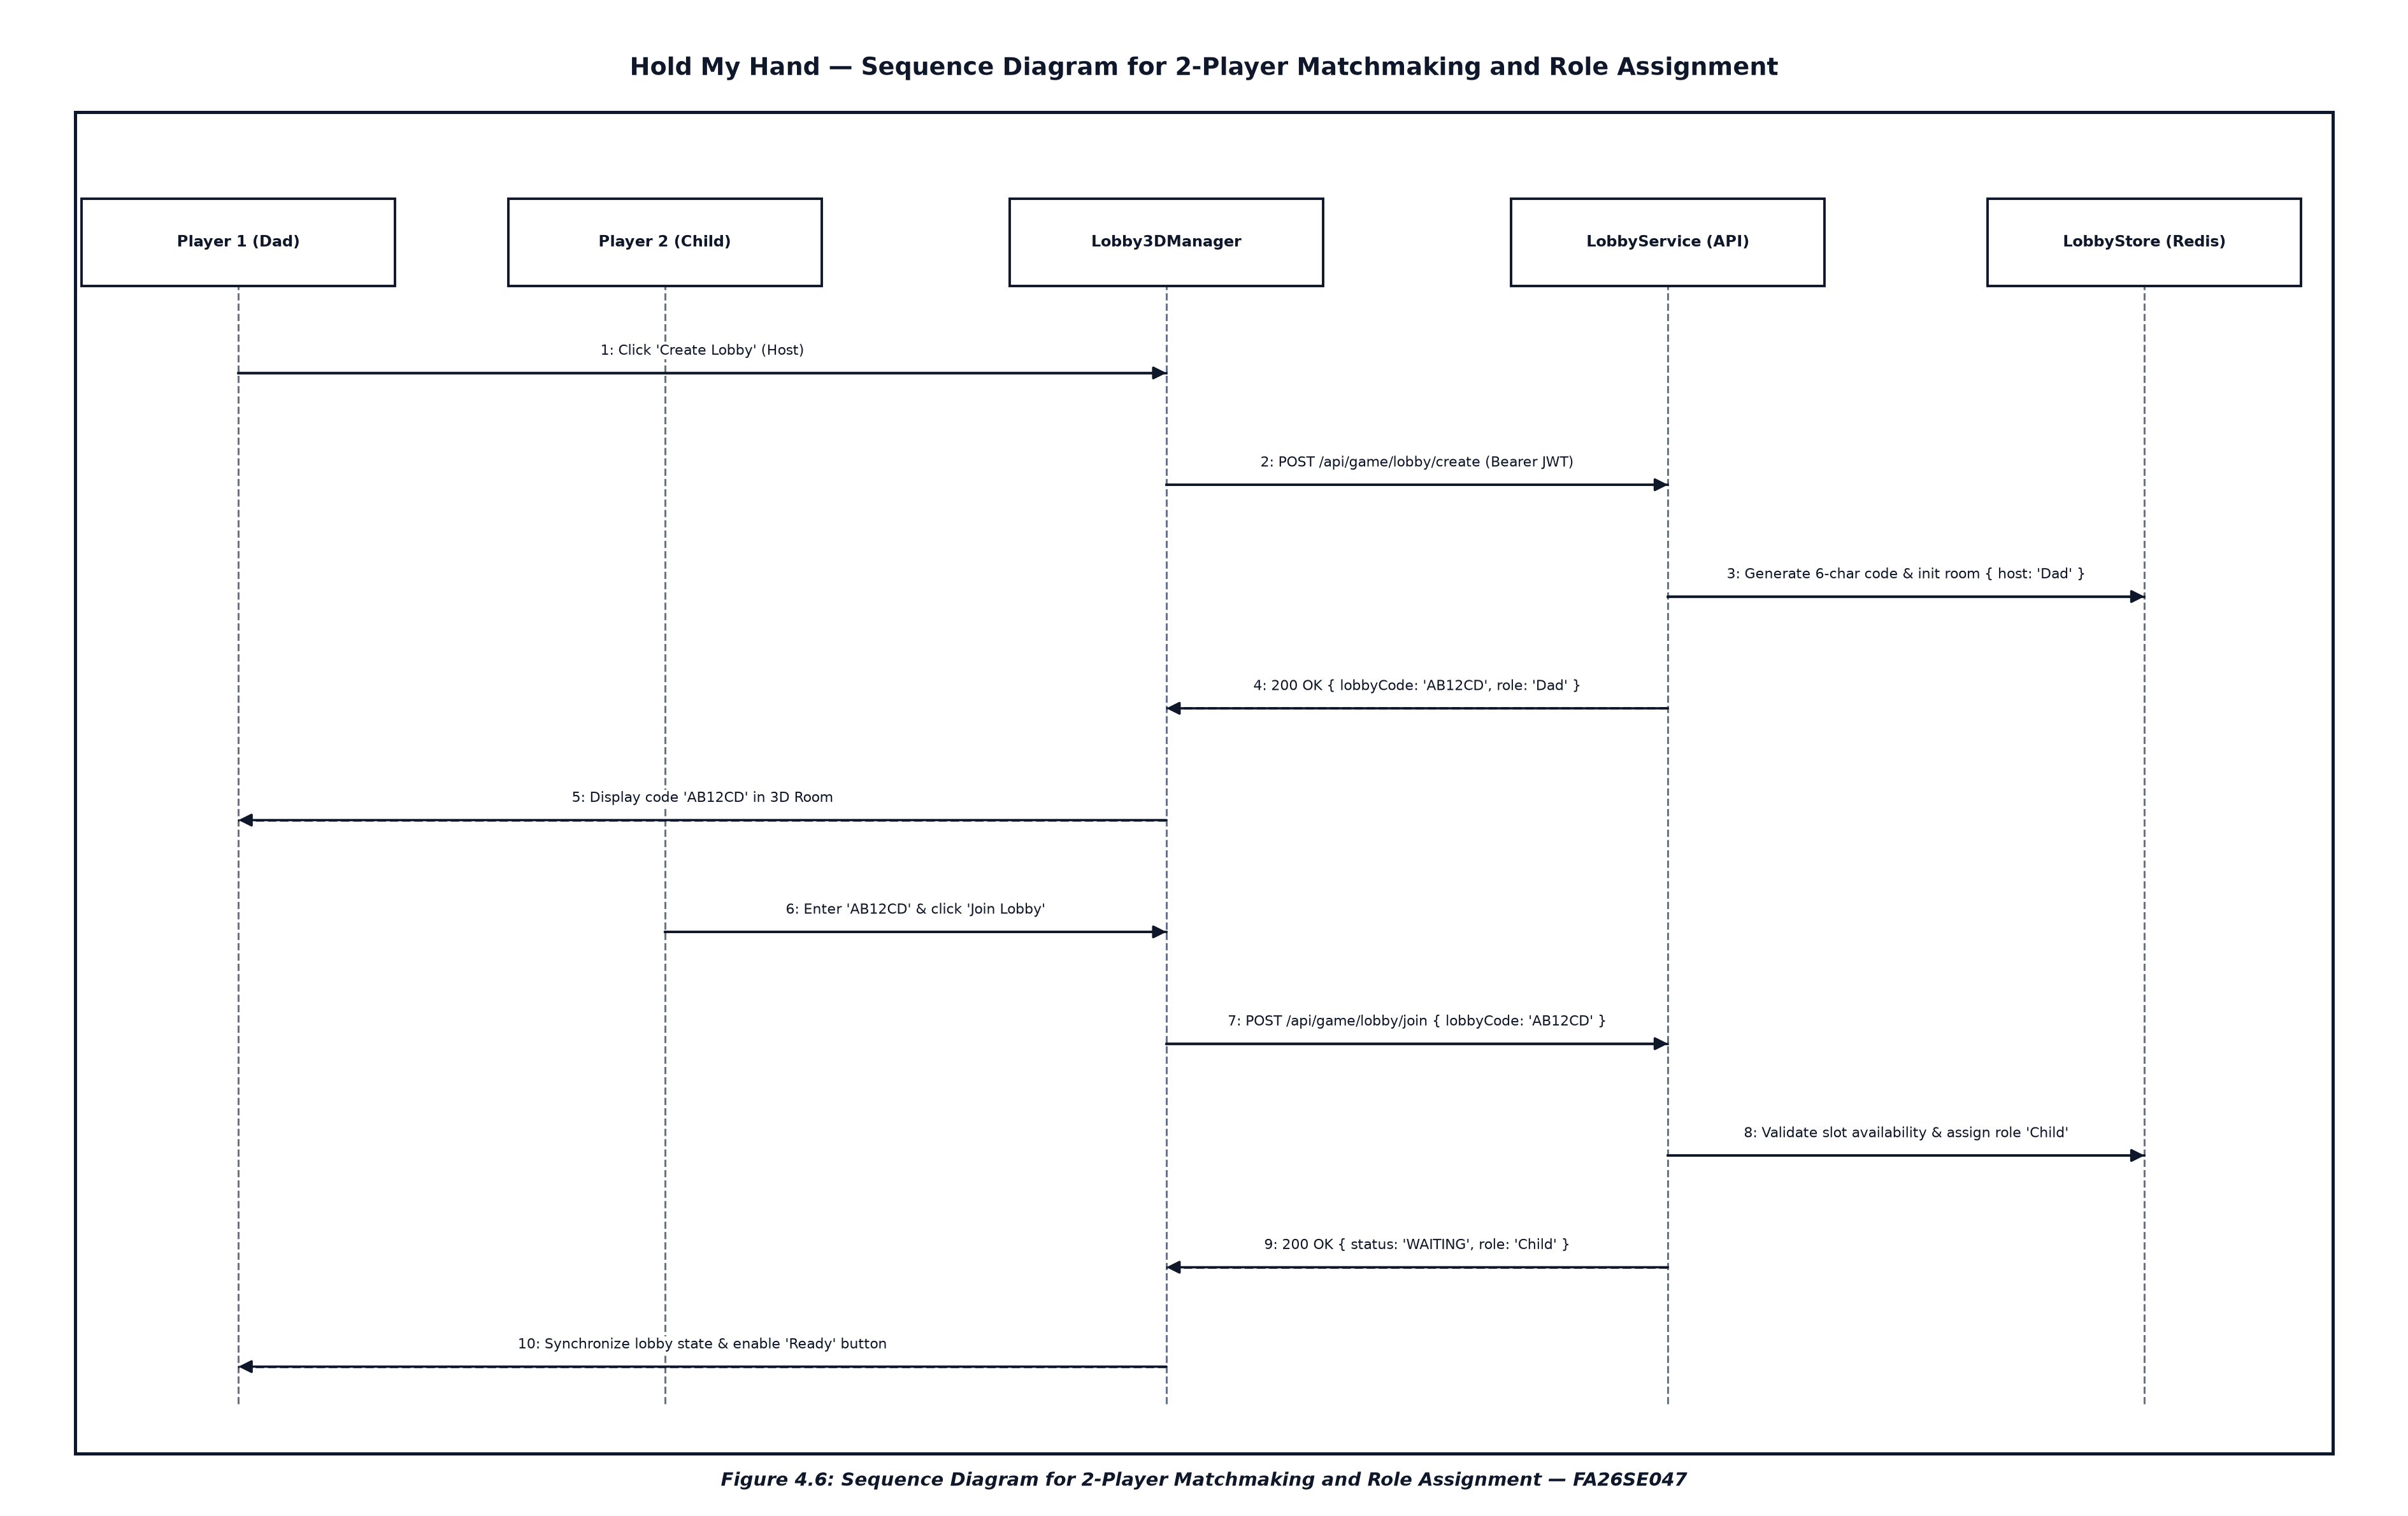 Hold My Hand — Sequence Diagram for 2-Player Matchmaking and Role Assignment
Player 1 (Dad)
Player 2 (Child)
Lobby3DManager
LobbyService (API)
LobbyStore (Redis)
1: Click 'Create Lobby' (Host)
2: POST /api/game/lobby/create (Bearer JWT)
3: Generate 6-char code & init room { host: 'Dad' }
4: 200 OK { lobbyCode: 'AB12CD', role: 'Dad' }
5: Display code 'AB12CD' in 3D Room
6: Enter 'AB12CD' & click 'Join Lobby'
7: POST /api/game/lobby/join { lobbyCode: 'AB12CD' }
8: Validate slot availability & assign role 'Child'
9: 200 OK { status: 'WAITING', role: 'Child' }
10: Synchronize lobby state & enable 'Ready' button
Figure 4.6: Sequence Diagram for 2-Player Matchmaking and Role Assignment — FA26SE047